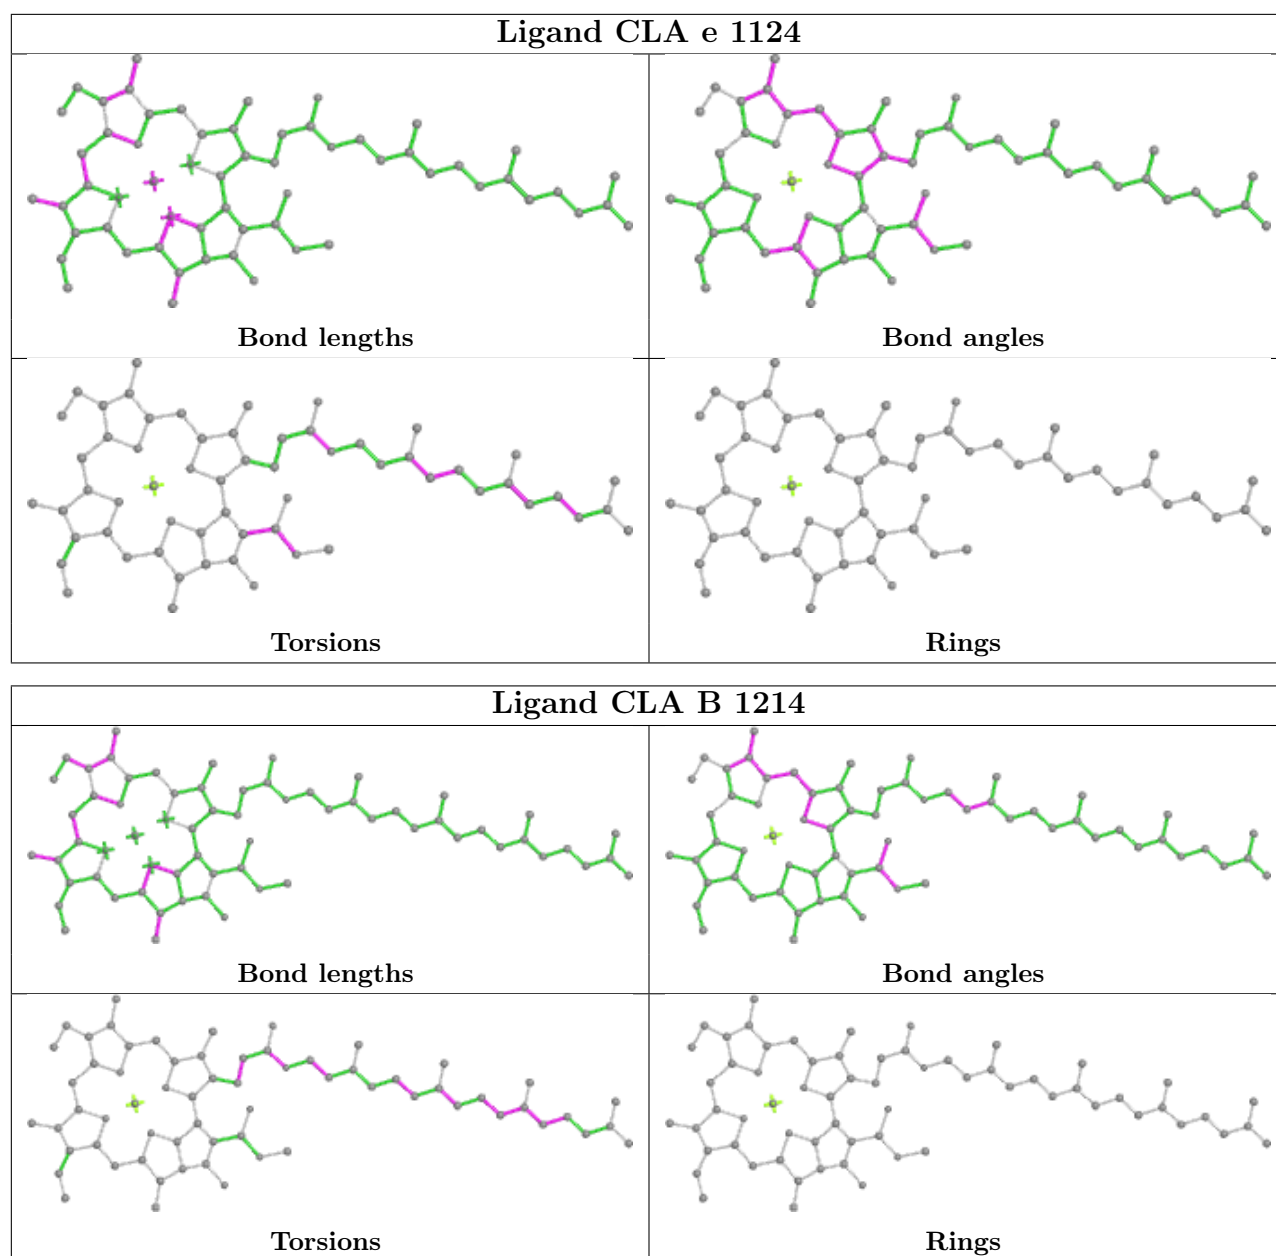 Ligand CLA e 1124
Bond lengths
Bond angles
Torsions
Rings
Ligand CLA B 1214
Bond lengths
Bond angles
Torsions
Rings